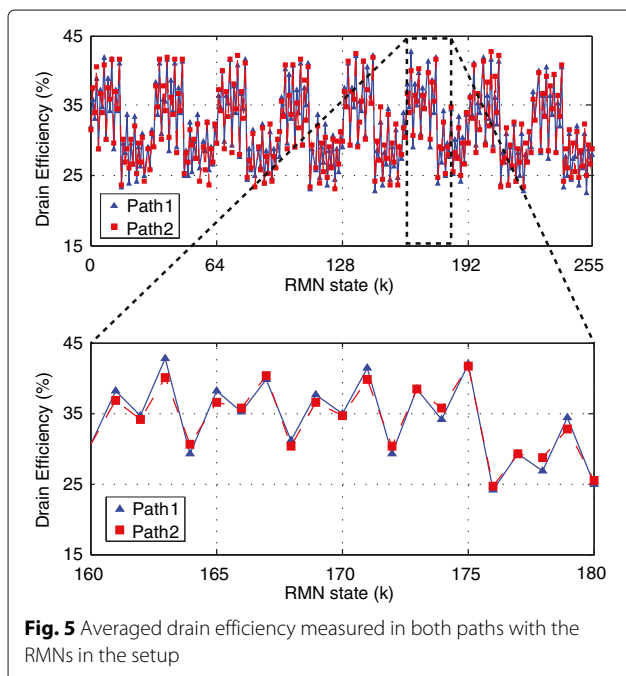 45
35
25
15
Drain Efficiency (%)
Path1
Path2
0 64 128 192 255
RMN state (k)
45
35
25
15
Drain Efficiency (%)
Path1
Path2
160 165 170 175 180
RMN state (k)
Fig. 5 Averaged drain efficiency measured in both paths with the
RMNs in the setup